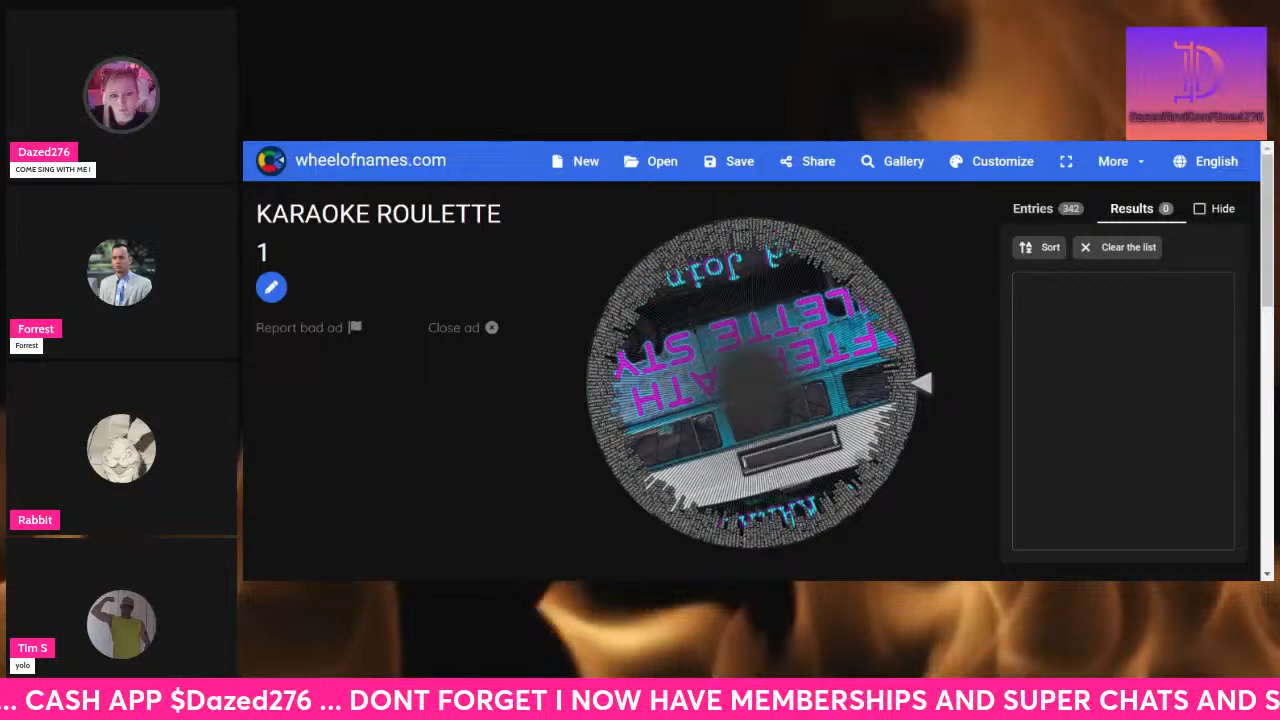 Dazed276
COME SING WITH ME !
Forrest
Forrest
Rabbit
Tim S
yolo
DazedAndConfused276
wheelofnames.com
New
Open
Save
Share
Gallery
Customize
More
English
KARAOKE ROULETTE
1
Report bad ad
Close ad
Entries 342
Results 0
Hide
Sort
Clear the list
... CASH APP $Dazed276 ... DONT FORGET I NOW HAVE MEMBERSHIPS AND SUPER CHATS AND S